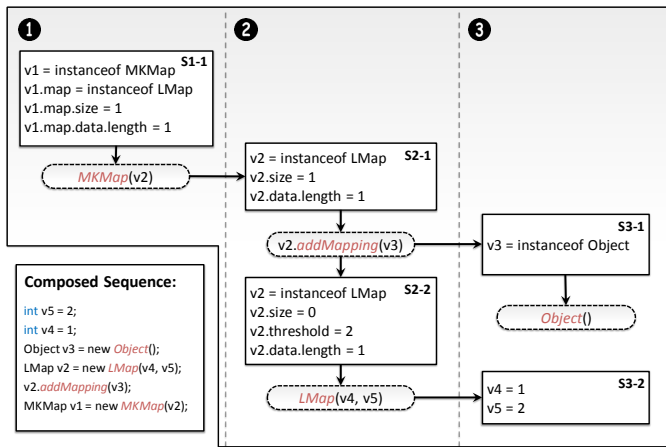 1
2
3
S1-1
v1 = instanceof MKMap
v1.map = instanceof LMap
v1.map.size = 1
v1.map.data.length = 1
MKMap(v2)
S2-1
v2 = instanceof LMap
v2.size = 1
v2.data.length = 1
v2.addMapping(v3)
S2-2
v2 = instanceof LMap
v2.size = 0
v2.threshold = 2
v2.data.length = 1
LMap(v4, v5)
S3-1
v3 = instanceof Object
Object()
S3-2
v4 = 1
v5 = 2
Composed Sequence:
int v5 = 2;
int v4 = 1;
Object v3 = new Object();
LMap v2 = new LMap(v4, v5);
v2.addMapping(v3);
MKMap v1 = new MKMap(v2);